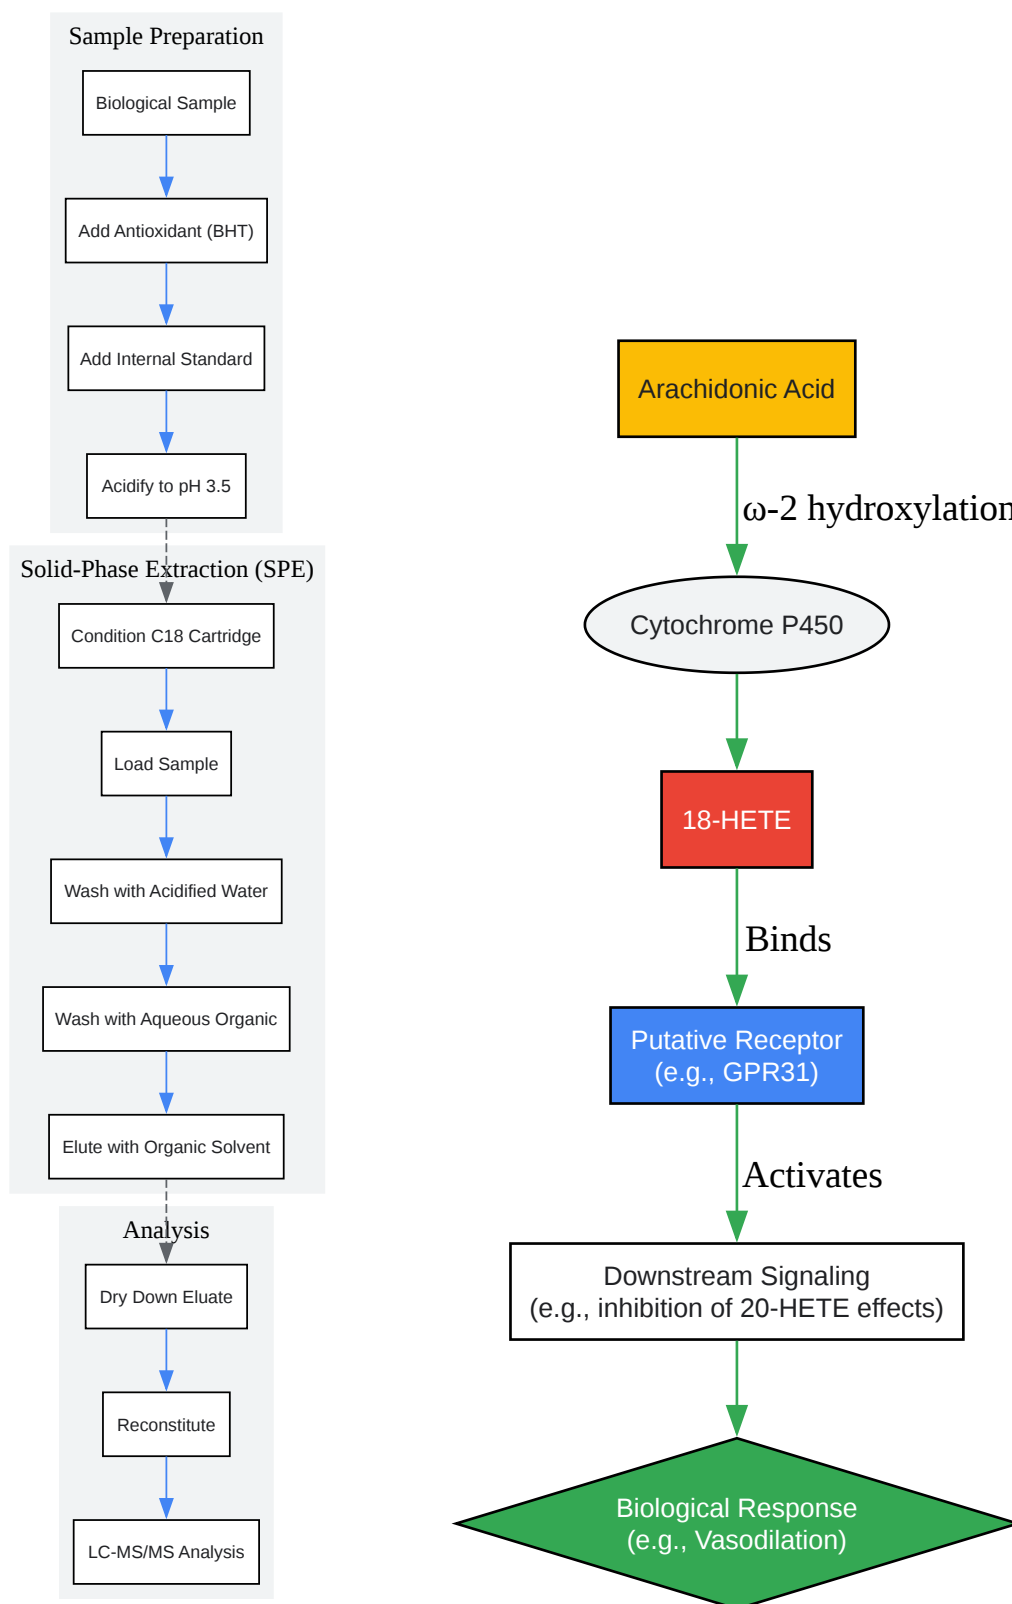 Sample Preparation
Biological Sample
Add Antioxidant (BHT)
Add Internal Standard
Acidify to pH 3.5
Solid-Phase Extraction (SPE)
Condition C18 Cartridge
Load Sample
Wash with Acidified Water
Wash with Aqueous Organic
Elute with Organic Solvent
Analysis
Dry Down Eluate
Reconstitute
LC-MS/MS Analysis
Arachidonic Acid
ω-2 hydroxylation
Cytochrome P450
18-HETE
Binds
Putative Receptor
(e.g., GPR31)
Activates
Downstream Signaling
(e.g., inhibition of 20-HETE effects)
Biological Response
(e.g., Vasodilation)